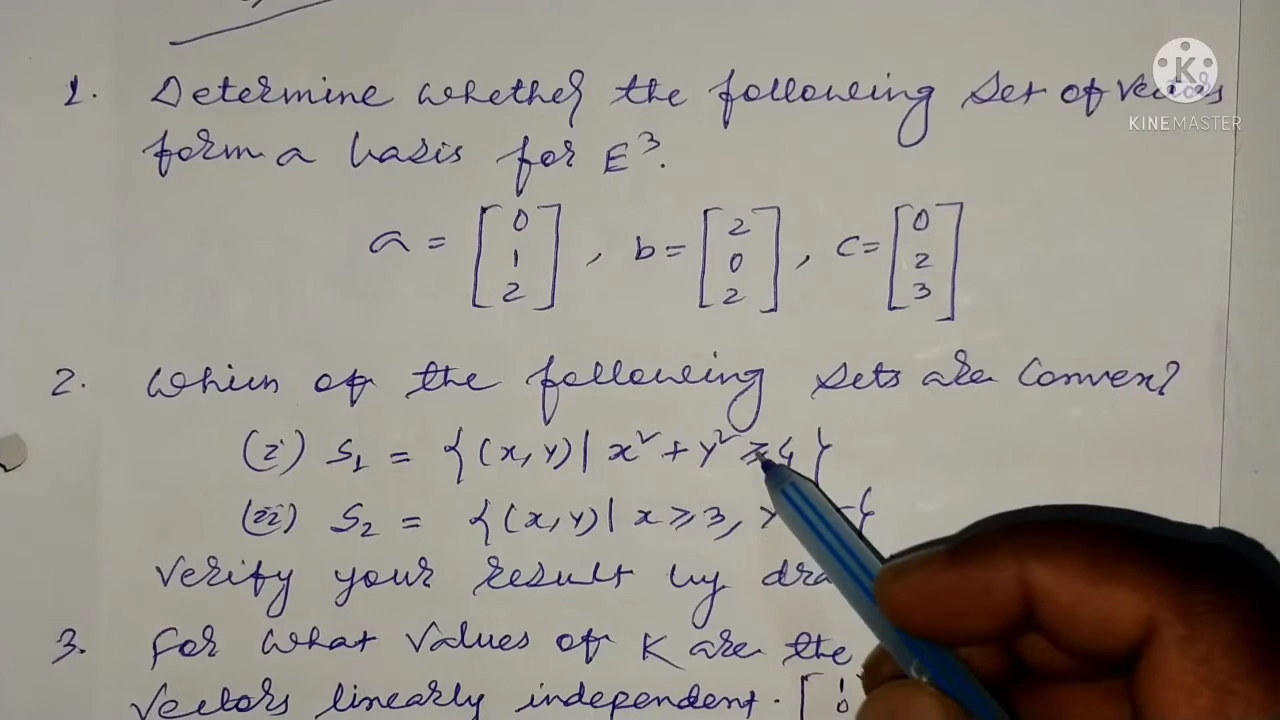 KINEMASTER
1. Determine whether the following set of vectors
form a basis for E³.
a = [0 1 2], b = [2 0 2], c = [0 2 3]
2. Which of the following sets are Convex?
(i) S₁ = {(x,y) | x² + y² ≥ 4}
(ii) S₂ = {(x,y) | x ≥ 3, y
Verify your result by dra
3. For what values of K are the
vectors linearly independent. [1 0